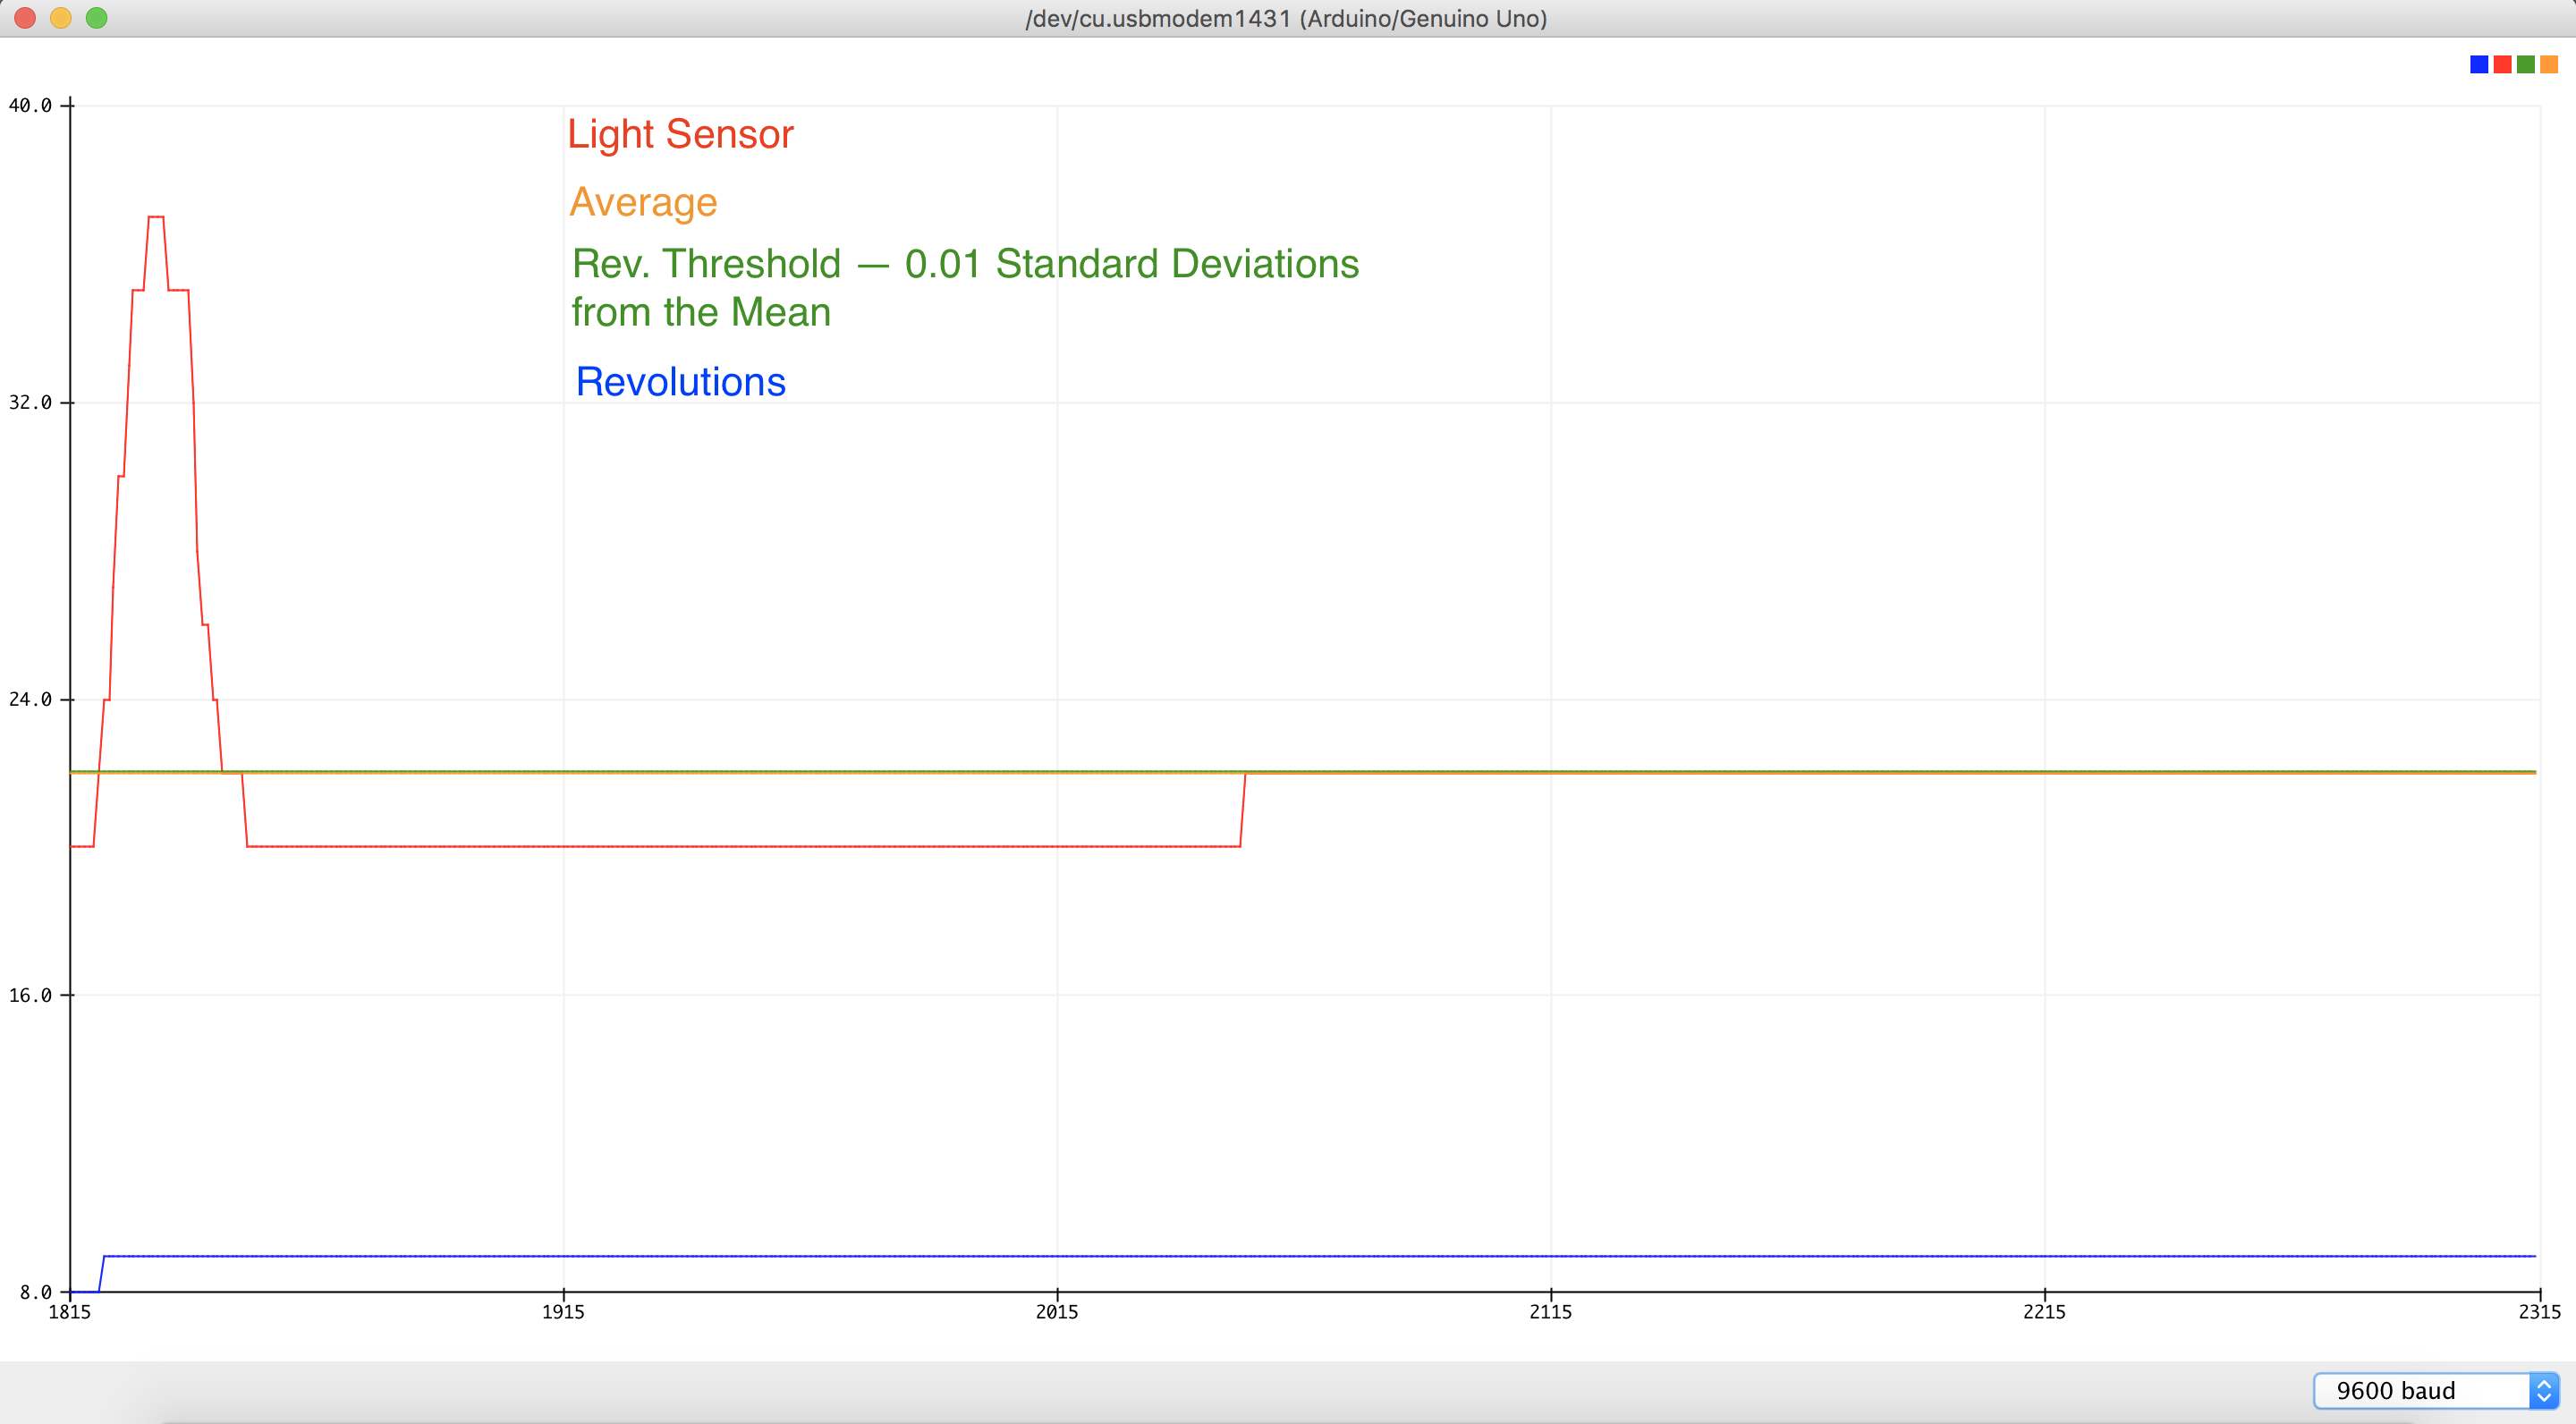 /dev/cu.usbmodem1431 (Arduino/Genuino Uno)
40.0
Light Sensor
Average
Rev. Threshold — 0.01 Standard Deviations
from the Mean
Revolutions
32.0
24.0
16.0
8.0
1815 1915 2015 2115 2215 2315
9600 baud